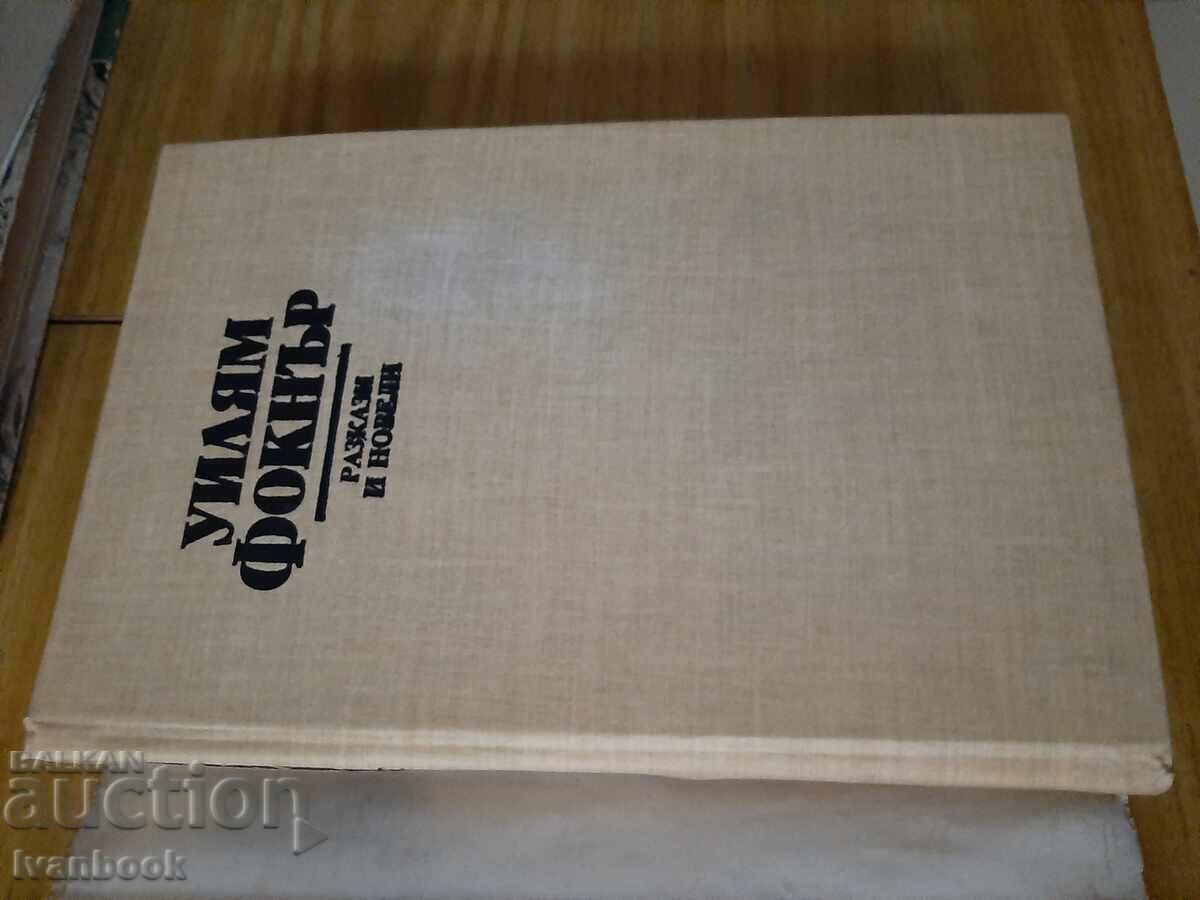 УИЛЯМ
ФОКНЪР
РАЗКАЗИ
И НОВЕЛИ
BALKAN
auction
Ivanbook